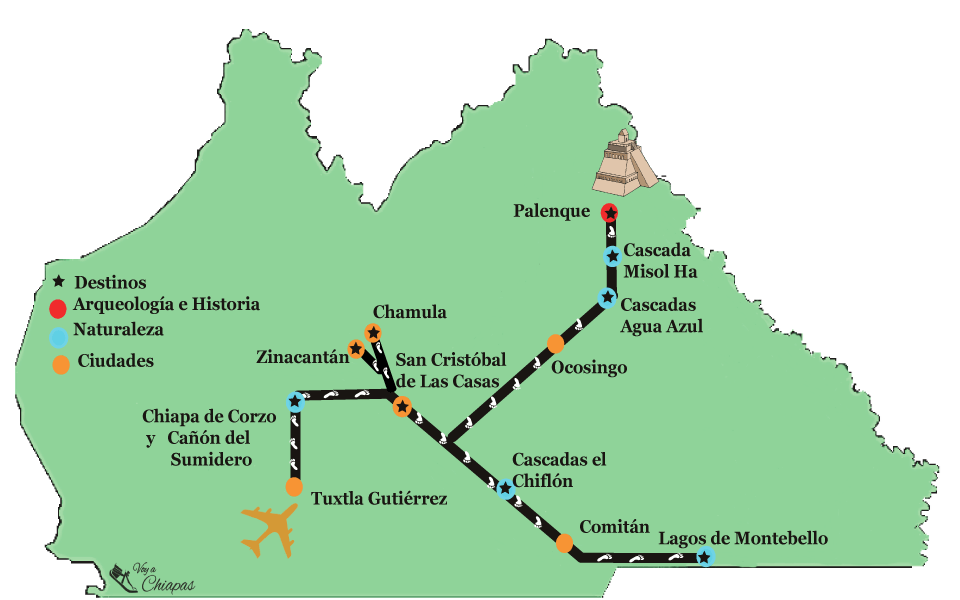 Palenque
Cascada
Misol Ha
Cascadas
Agua Azul
Destinos
Arqueología e Historia
Naturaleza
Ciudades
Chamula
Zinacantán
San Cristóbal
de Las Casas
Ocosingo
Chiapa de Corzo
y Cañón del
Sumidero
Cascadas el
Chiflón
Tuxtla Gutiérrez
Comitán
Lagos de Montebello
Voy a
Chiapas